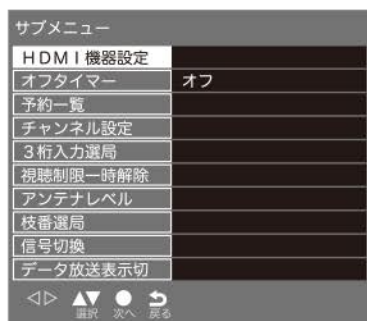 サブメニュー
ＨＤＭＩ機器設定
オフタイマー オフ
予約一覧
チャンネル設定
３桁入力選局
視聴制限一時解除
アンテナレベル
枝番選局
信号切換
データ放送表示切
選択 次へ 戻る